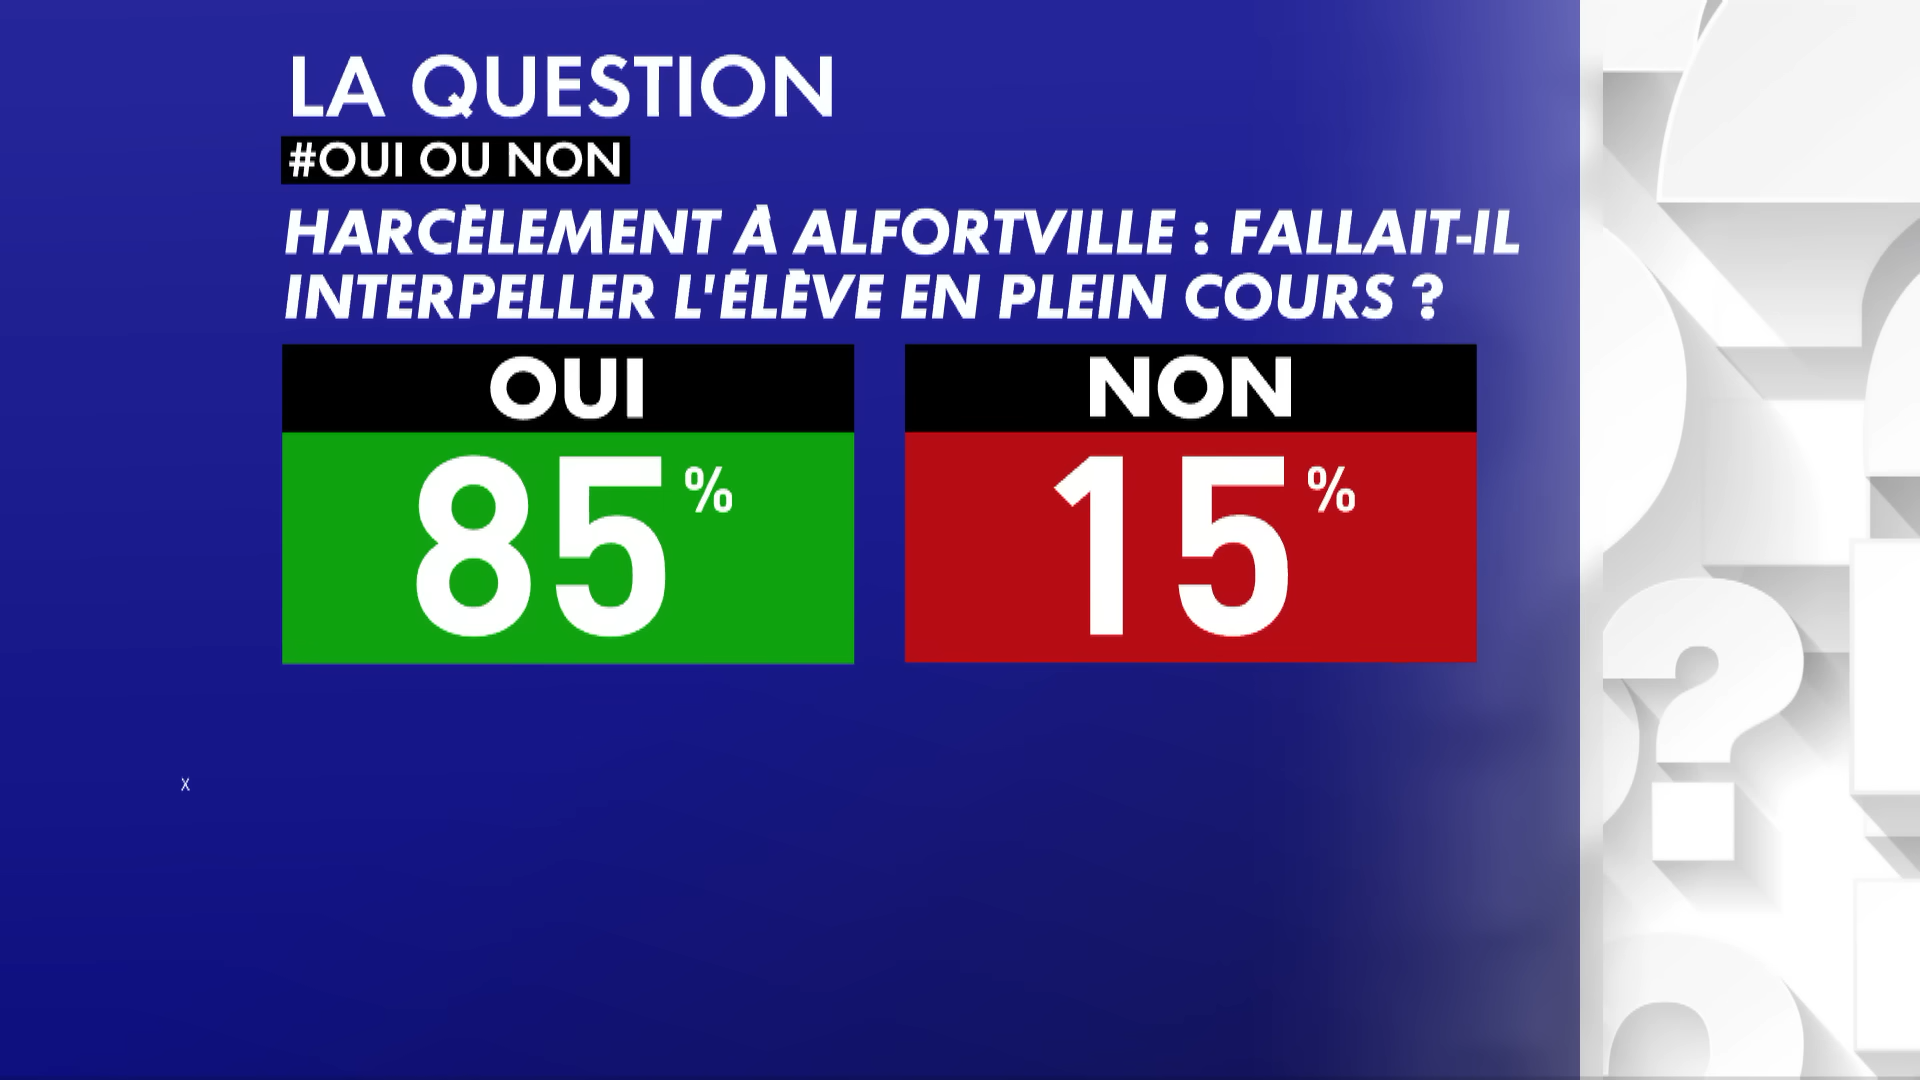 LA QUESTION
#OUI OU NON
HARCÈLEMENT À ALFORTVILLE : FALLAIT-IL
INTERPELLER L'ÉLÈVE EN PLEIN COURS ?
OUI NON
85% 15%
?
X